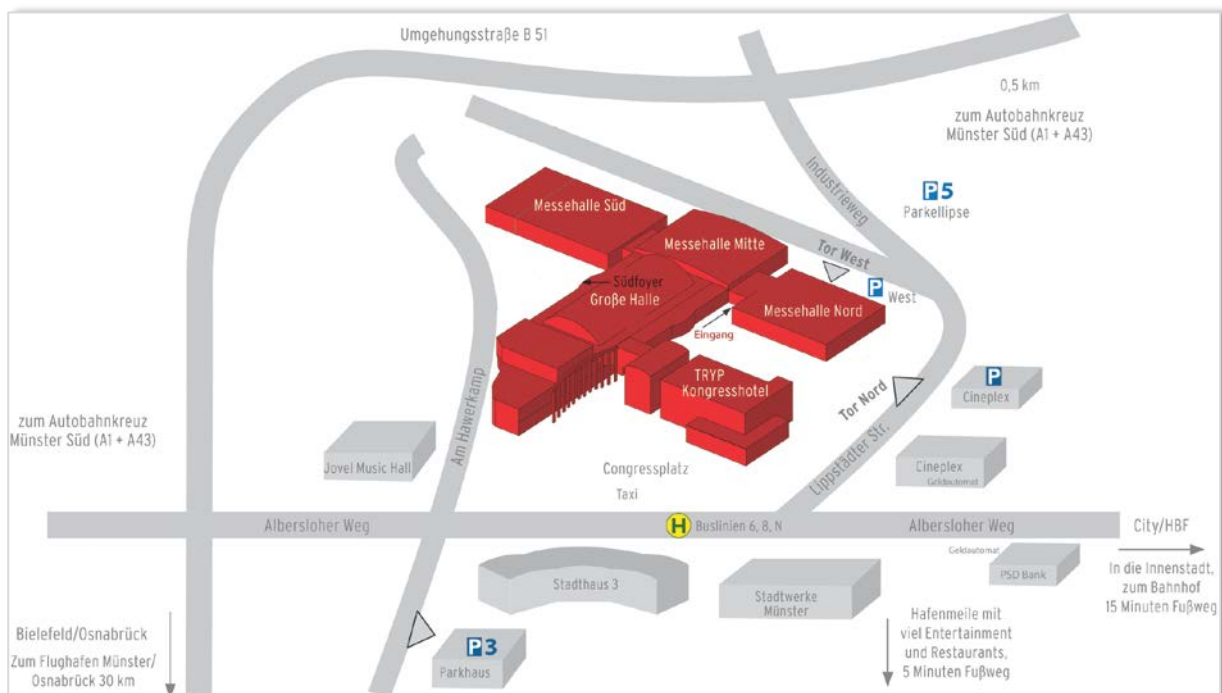 Umgehungsstraße B 51
0,5 km
zum Autobahnkreuz
Münster Süd (A1 + A43)
Industrieweg
P5
Parkellipse
Messehalle Süd
Messehalle Mitte
Tor West
Südfoyer
Große Halle
P
West
Messehalle Nord
Eingang
TRYP
Kongresshotel
Tor Nord
P
Cineplex
zum Autobahnkreuz
Münster Süd (A1 + A43)
Am Hawerkamp
Jovel Music Hall
Congressplatz
Taxi
Lippstädter Str.
Cineplex
Geldautomat
Albersloher Weg
H
Buslinien 6, 8, N
Albersloher Weg
City/HBF
Geldautomat
PSD Bank
In die Innenstadt,
zum Bahnhof
15 Minuten Fußweg
Stadthaus 3
Stadtwerke
Münster
Hafenmeile mit
viel Entertainment
und Restaurants,
5 Minuten Fußweg
Bielefeld/Osnabrück
Zum Flughafen Münster/
Osnabrück 30 km
P3
Parkhaus